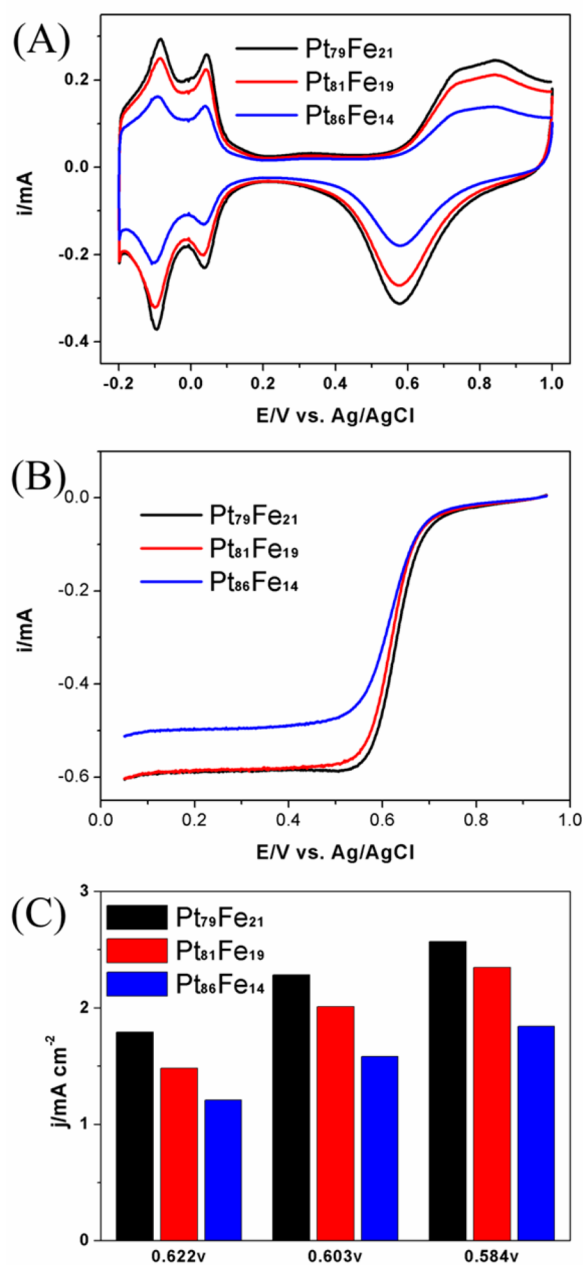 (A)
Pt₇₉Fe₂₁
Pt₈₁Fe₁₉
Pt₈₆Fe₁₄
i/mA
0.2
0.0
-0.2
-0.4
-0.2 0.0 0.2 0.4 0.6 0.8 1.0
E/V vs. Ag/AgCl
(B)
Pt₇₉Fe₂₁
Pt₈₁Fe₁₉
Pt₈₆Fe₁₄
i/mA
0.0
-0.2
-0.4
-0.6
0.0 0.2 0.4 0.6 0.8 1.0
E/V vs. Ag/AgCl
(C)
Pt₇₉Fe₂₁
Pt₈₁Fe₁₉
Pt₈₆Fe₁₄
j/mA cm⁻²
3
2
1
0
0.622v 0.603v 0.584v